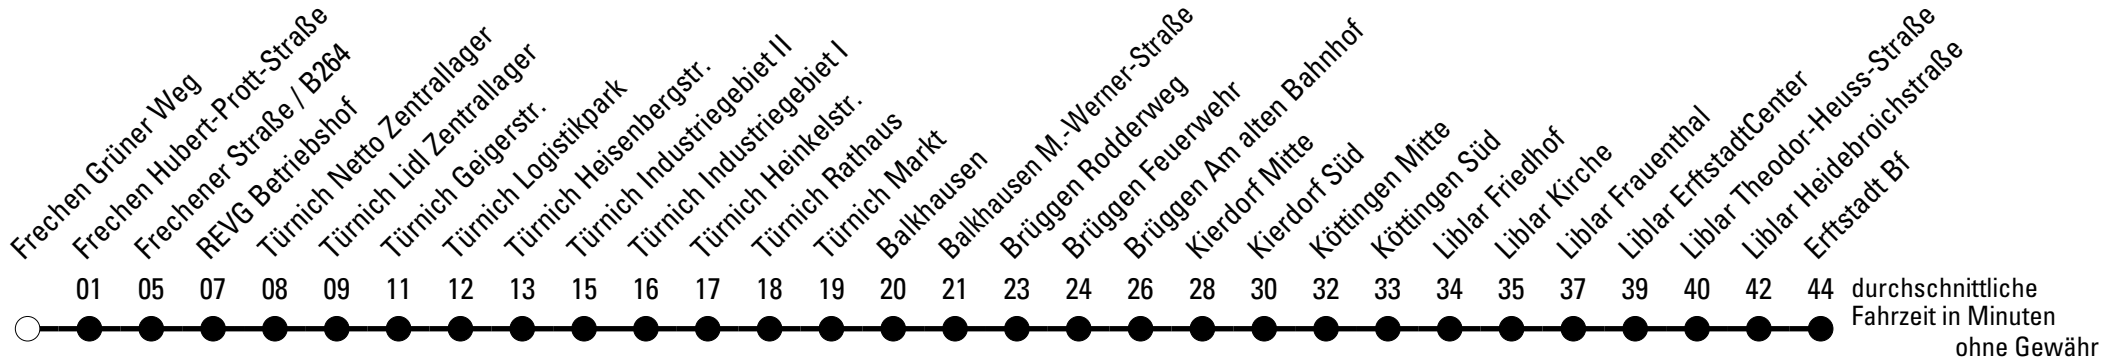 Frechen Grüner Weg
Frechen Hubert-Prott-Straße
Frechener Straße / B264
REVG Betriebshof
Türnich Netto Zentrallager
Türnich Lidl Zentrallager
Türnich Geigerstr.
Türnich Logistikpark
Türnich Heisenbergstr.
Türnich Industriegebiet II
Türnich Industriegebiet I
Türnich Heinkelstr.
Türnich Rathaus
Türnich Markt
Balkhausen
Balkhausen M.-Werner-Straße
Brüggen Rodderweg
Brüggen Feuerwehr
Brüggen Am alten Bahnhof
Kierdorf Mitte
Kierdorf Süd
Köttingen Mitte
Köttingen Süd
Liblar Friedhof
Liblar Kirche
Liblar Frauenthal
Liblar ErftstadtCenter
Liblar Theodor-Heuss-Straße
Liblar Heidebroichstraße
Erftstadt Bf
01 05 07 08 09 11 12 13 15 16 17 18 19 20 21 23 24 26 28 30 32 33 34 35 37 39 40 42 44 durchschnittliche
Fahrzeit in Minuten
ohne Gewähr